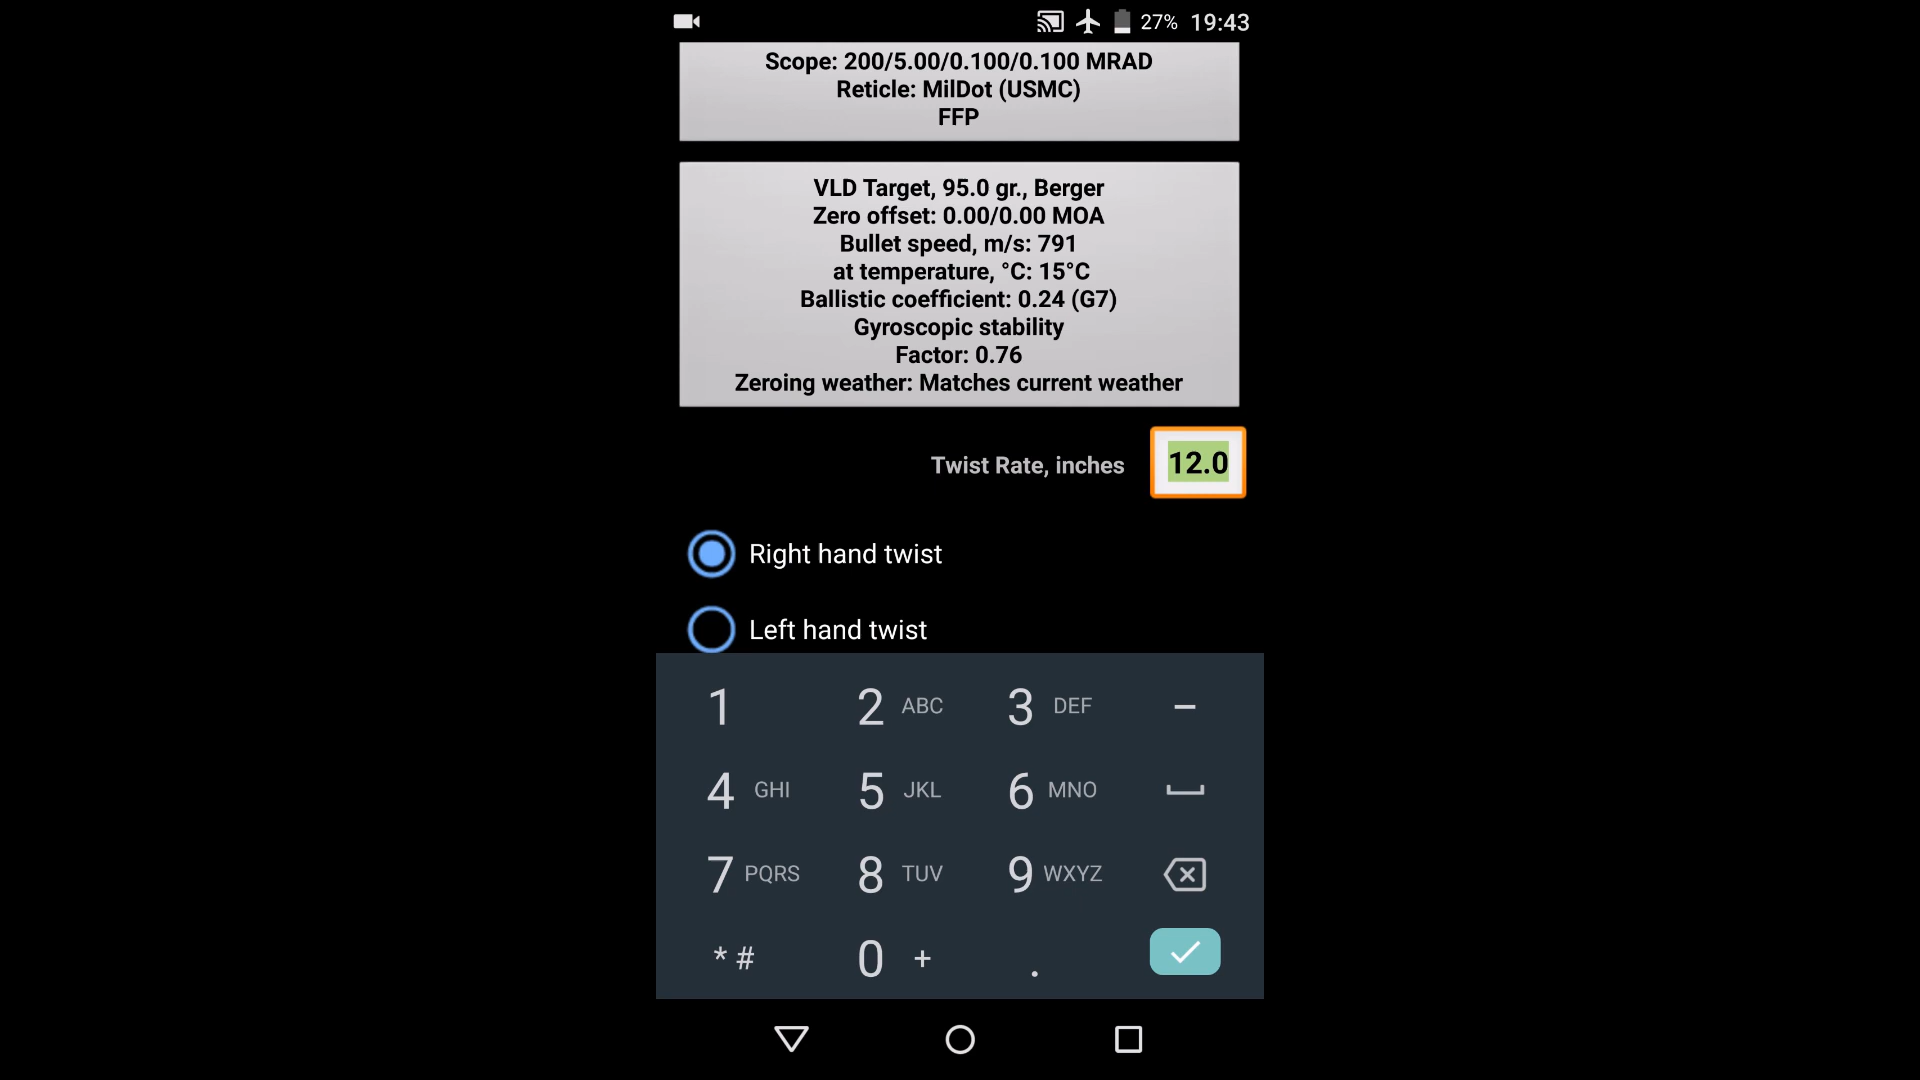 27% 19:43
Scope: 200/5.00/0.100/0.100 MRAD
Reticle: MilDot (USMC)
FFP
VLD Target, 95.0 gr., Berger
Zero offset: 0.00/0.00 MOA
Bullet speed, m/s: 791
at temperature, °C: 15°C
Ballistic coefficient: 0.24 (G7)
Gyroscopic stability
Factor: 0.76
Zeroing weather: Matches current weather
Twist Rate, inches 12.0
Right hand twist
Left hand twist
1 2 ABC 3 DEF –
4 GHI 5 JKL 6 MNO
7 PQRS 8 TUV 9 WXYZ
* # 0 + .